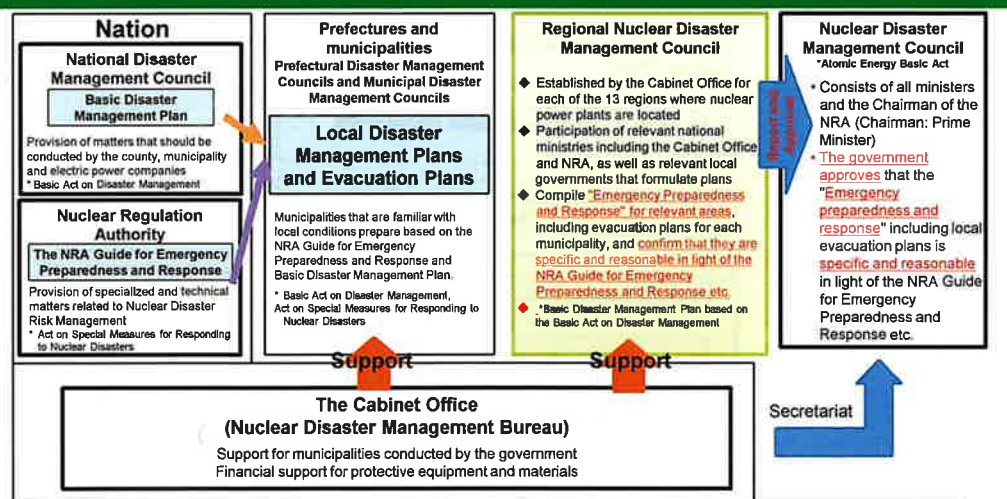 Nation
National Disaster
Management Council
Basic Disaster
Management Plan
Provision of matters that should be
conducted by the county, municipality
and electric power companies
* Basic Act on Disaster Management
Nuclear Regulation
Authority
The NRA Guide for Emergency
Preparedness and Response
Provision of specialized and technical
matters related to Nuclear Disaster
Risk Management
* Act on Special Measures for Responding
to Nuclear Disasters
Prefectures and
municipalities
Prefectural Disaster Management
Councils and Municipal Disaster
Management Councils
Local Disaster
Management Plans
and Evacuation Plans
Municipalities that are familiar with
local conditions prepare based on the
NRA Guide for Emergency
Preparedness and Response and
Basic Disaster Management Plan.
* Basic Act on Disaster Management,
Act on Special Measures for Responding to
Nuclear Disasters
Support
Regional Nuclear Disaster
Management Council
◆ Established by the Cabinet Office for
each of the 13 regions where nuclear
power plants are located
◆ Participation of relevant national
ministries including the Cabinet Office
and NRA, as well as relevant local
governments that formulate plans
◆ Compile "Emergency Preparedness
and Response" for relevant areas,
including evacuation plans for each
municipality, and confirm that they are
specific and reasonable in light of the
NRA Guide for Emergency
Preparedness and Response etc.
◆ *Basic Disaster Management Plan based on
the Basic Act on Disaster Management
Support
Report and
Approval
Nuclear Disaster
Management Council
*Atomic Energy Basic Act
• Consists of all ministers
and the Chairman of the
NRA (Chairman: Prime
Minister)
• The government
approves that the
"Emergency
preparedness and
response" including local
evacuation plans is
specific and reasonable
in light of the NRA Guide
for Emergency
Preparedness and
Response etc.
Secretariat
The Cabinet Office
(Nuclear Disaster Management Bureau)
Support for municipalities conducted by the government
Financial support for protective equipment and materials